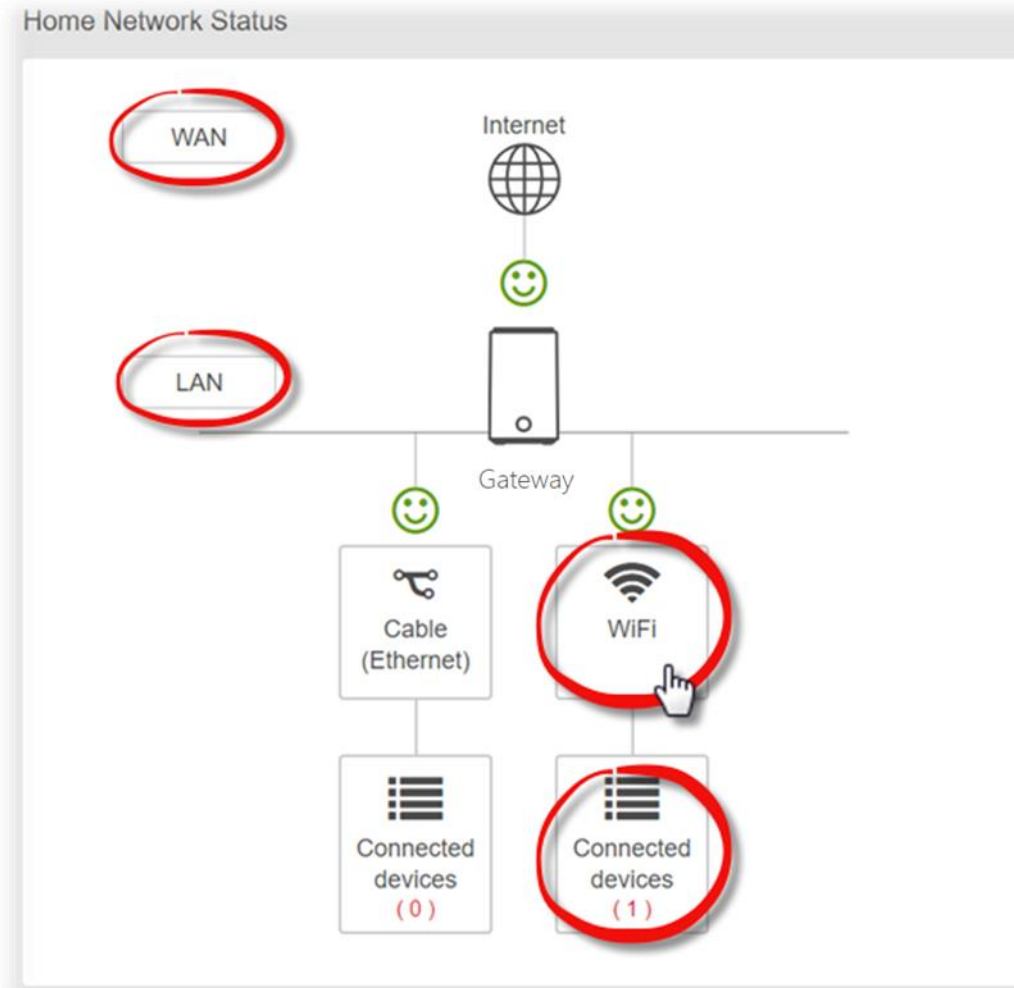 Home Network Status
WAN
Internet
LAN
Gateway
Cable
(Ethernet)
WiFi
Connected
devices
( 0 )
Connected
devices
( 1 )